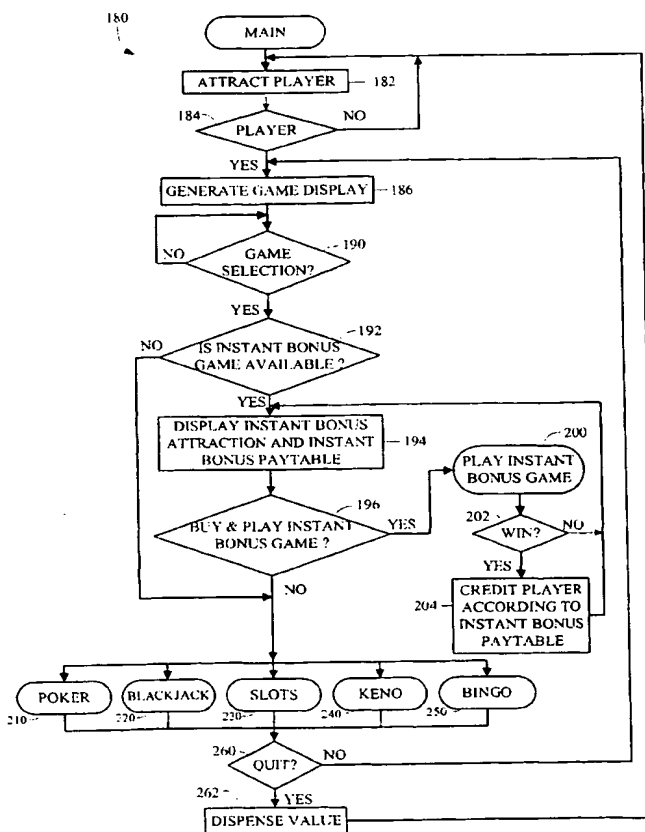 180
MAIN
ATTRACT PLAYER
182
184
PLAYER
NO
YES
GENERATE GAME DISPLAY
186
190
NO
GAME
SELECTION?
YES
192
NO
IS INSTANT BONUS
GAME AVAILABLE ?
YES
DISPLAY INSTANT BONUS
ATTRACTION AND INSTANT
BONUS PAYTABLE
194
200
PLAY INSTANT
BONUS GAME
196
BUY & PLAY INSTANT
BONUS GAME ?
YES
NO
202
WIN?
NO
YES
204
CREDIT PLAYER
ACCORDING TO
INSTANT BONUS
PAYTABLE
POKER
BLACKJACK
SLOTS
KENO
BINGO
210
220
230
240
250
260
QUIT?
NO
YES
262
DISPENSE VALUE